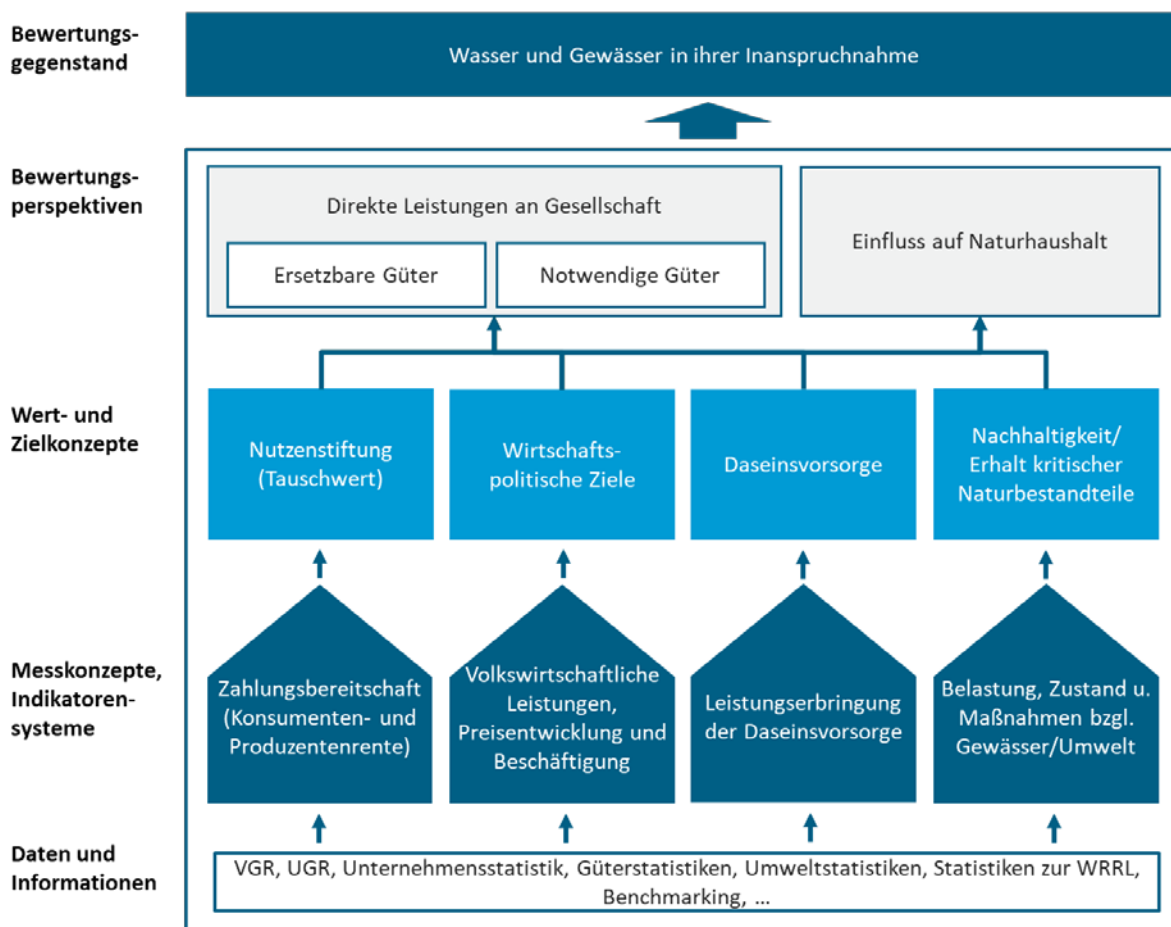 Bewertungs-
gegenstand
Wasser und Gewässer in ihrer Inanspruchnahme
Bewertungs-
perspektiven
Direkte Leistungen an Gesellschaft
Ersetzbare Güter
Notwendige Güter
Einfluss auf Naturhaushalt
Wert- und
Zielkonzepte
Nutzenstiftung
(Tauschwert)
Wirtschafts-
politische Ziele
Daseinsvorsorge
Nachhaltigkeit/
Erhalt kritischer
Naturbestandteile
Messkonzepte,
Indikatoren-
systeme
Zahlungsbereitschaft
(Konsumenten- und
Produzentenrente)
Volkswirtschaftliche
Leistungen,
Preisentwicklung und
Beschäftigung
Leistungserbringung
der Daseinsvorsorge
Belastung, Zustand u.
Maßnahmen bzgl.
Gewässer/Umwelt
Daten und
Informationen
VGR, UGR, Unternehmensstatistik, Güterstatistiken, Umweltstatistiken, Statistiken zur WRRL,
Benchmarking, ...